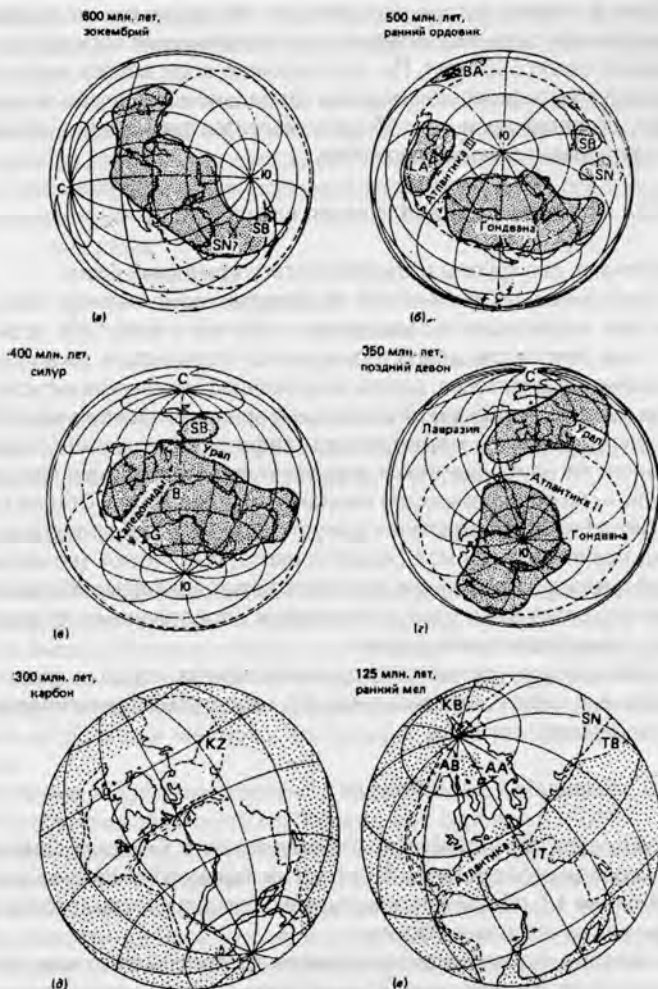 600 млн. лет,
эокембрий
С
Ю
SN?
SB
(а)
500 млн. лет,
ранний ордовик
BA
Ю
SB
SN
LA
Атлантика III
Гондвана
С
(б)
400 млн. лет,
силур
С
SB
Урал
Каледониды
B
G
Ю
(в)
350 млн. лет,
поздний девон
С
Лавразия
Урал
Атлантика II
Гондвана
Ю
(г)
300 млн. лет,
карбон
KZ
(д)
125 млн. лет,
ранний мел
KB
SN
TB
AB
AA
Атлантика
IT
(е)